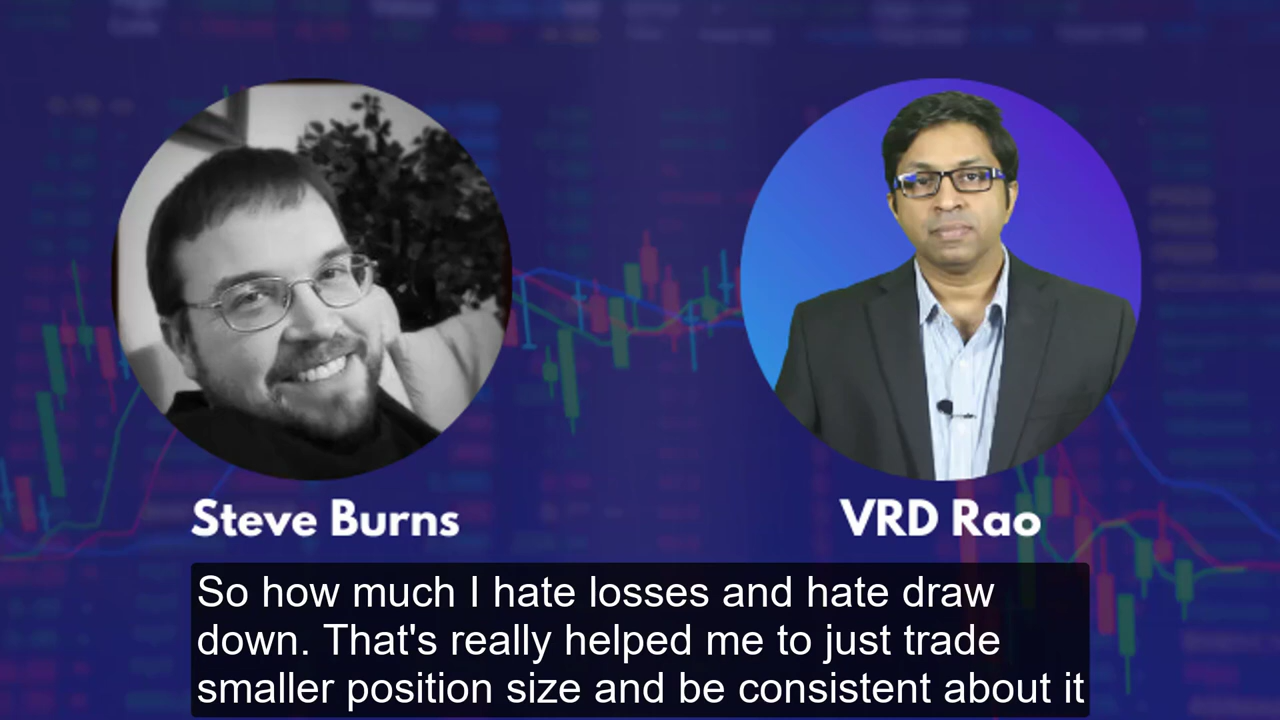 Steve Burns
VRD Rao
So how much I hate losses and hate draw
down. That's really helped me to just trade
smaller position size and be consistent about it